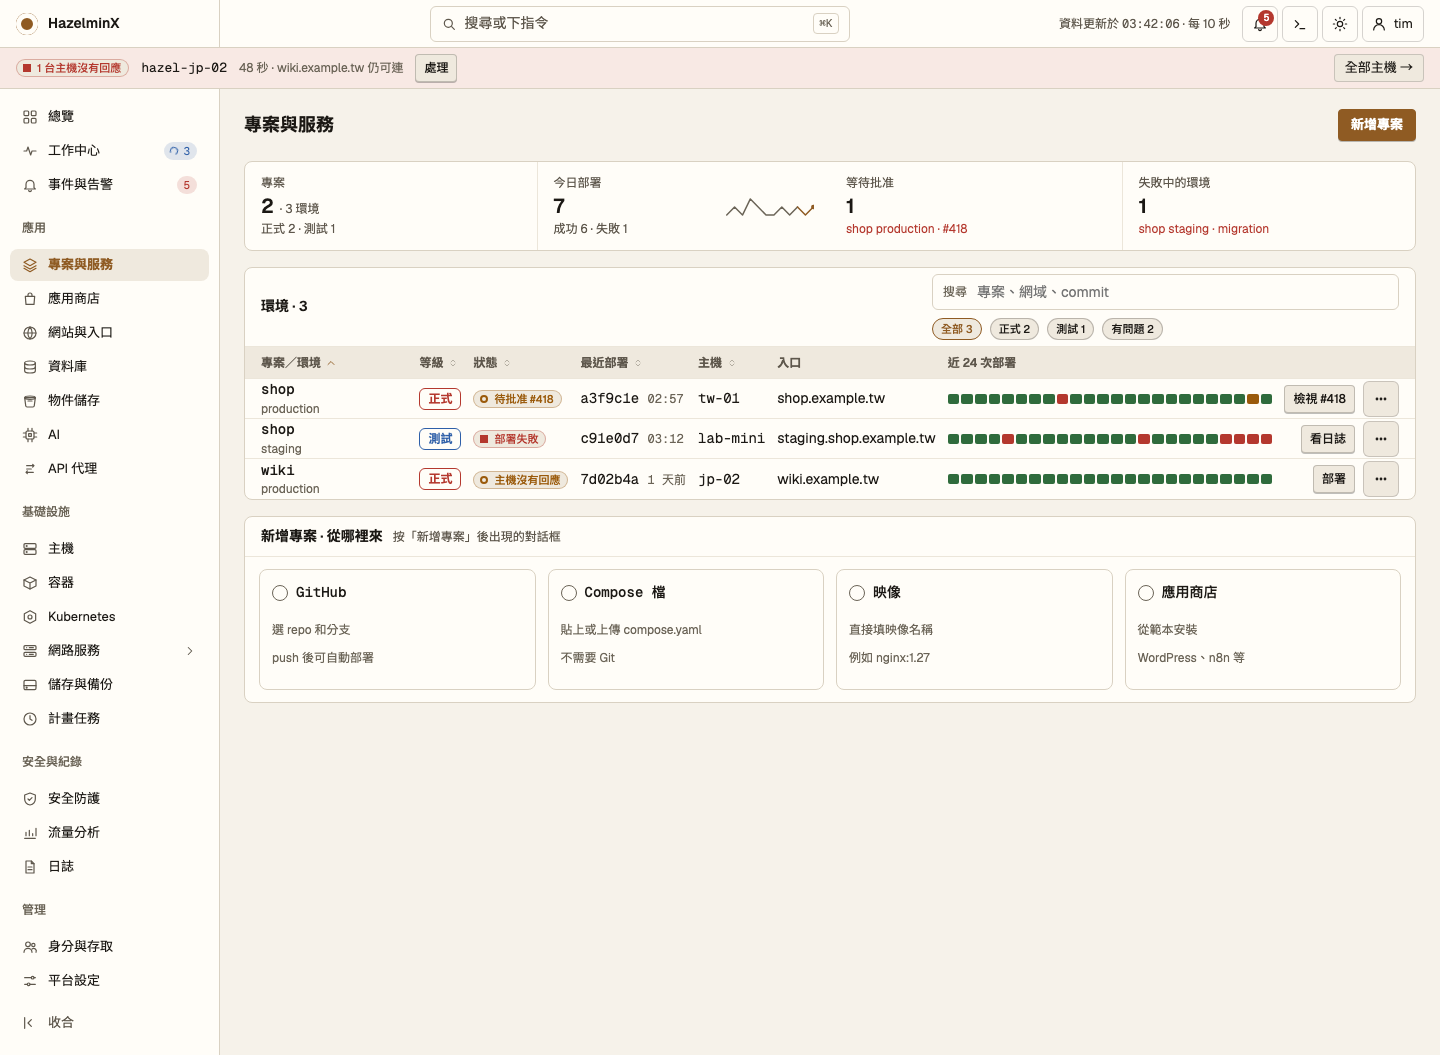 HazelminX
搜尋或下指令
⌘K
資料更新於 03:42:06 · 每 10 秒
5
tim
1 台主機沒有回應
hazel-jp-02
48 秒 · wiki.example.tw 仍可連
處理
全部主機 →
總覽
工作中心
3
事件與告警
5
應用
專案與服務
應用商店
網站與入口
資料庫
物件儲存
AI
API 代理
基礎設施
主機
容器
Kubernetes
網路服務
儲存與備份
計畫任務
安全與紀錄
安全防護
流量分析
日誌
管理
身分與存取
平台設定
收合
專案與服務
新增專案
專案
2 · 3 環境
正式 2 · 測試 1
今日部署
7
成功 6 · 失敗 1
等待批准
1
shop production · #418
失敗中的環境
1
shop staging · migration
環境 · 3
搜尋 專案、網域、commit
全部 3
正式 2
測試 1
有問題 2
專案／環境 等級 狀態 最近部署 主機 入口 近 24 次部署
shop
production
正式 待批准 #418 a3f9c1e 02:57 tw-01 shop.example.tw 檢視 #418
shop
staging
測試 部署失敗 c91e0d7 03:12 lab-mini staging.shop.example.tw 看日誌
wiki
production
正式 主機沒有回應 7d02b4a 1 天前 jp-02 wiki.example.tw 部署
新增專案 · 從哪裡來 按「新增專案」後出現的對話框
GitHub
選 repo 和分支
push 後可自動部署
Compose 檔
貼上或上傳 compose.yaml
不需要 Git
映像
直接填映像名稱
例如 nginx:1.27
應用商店
從範本安裝
WordPress、n8n 等